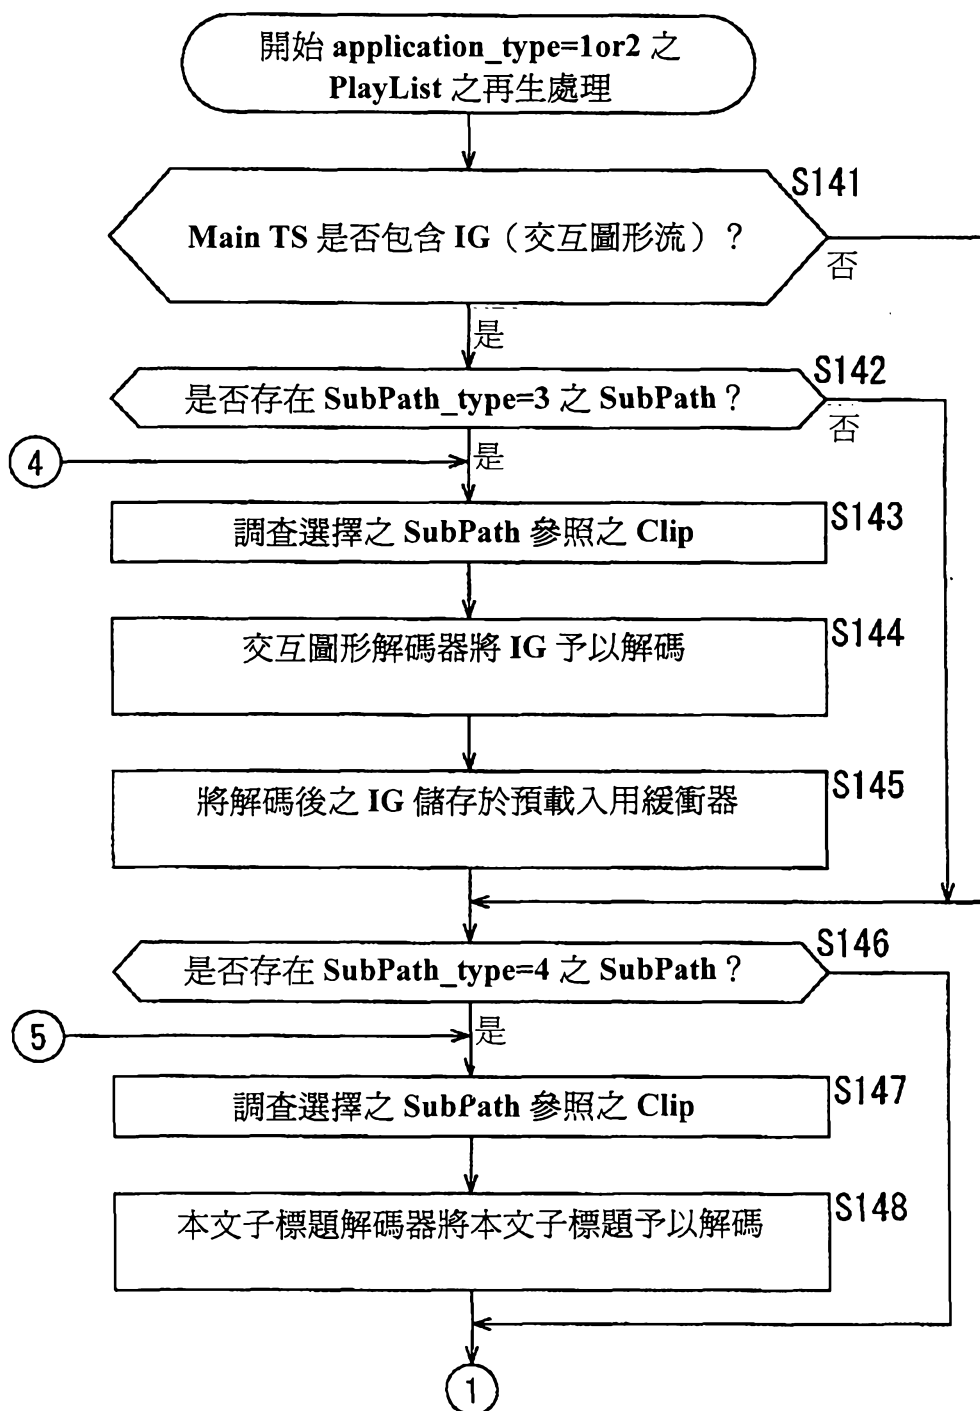 開始 application_type=1or2 之
PlayList 之再生處理
S141
Main TS 是否包含 IG（交互圖形流）？
否
是
S142
是否存在 SubPath_type=3 之 SubPath？
否
4
是
S143
調查選擇之 SubPath 參照之 Clip
S144
交互圖形解碼器將 IG 予以解碼
S145
將解碼後之 IG 儲存於預載入用緩衝器
S146
是否存在 SubPath_type=4 之 SubPath？
5
是
S147
調查選擇之 SubPath 參照之 Clip
S148
本文子標題解碼器將本文子標題予以解碼
1